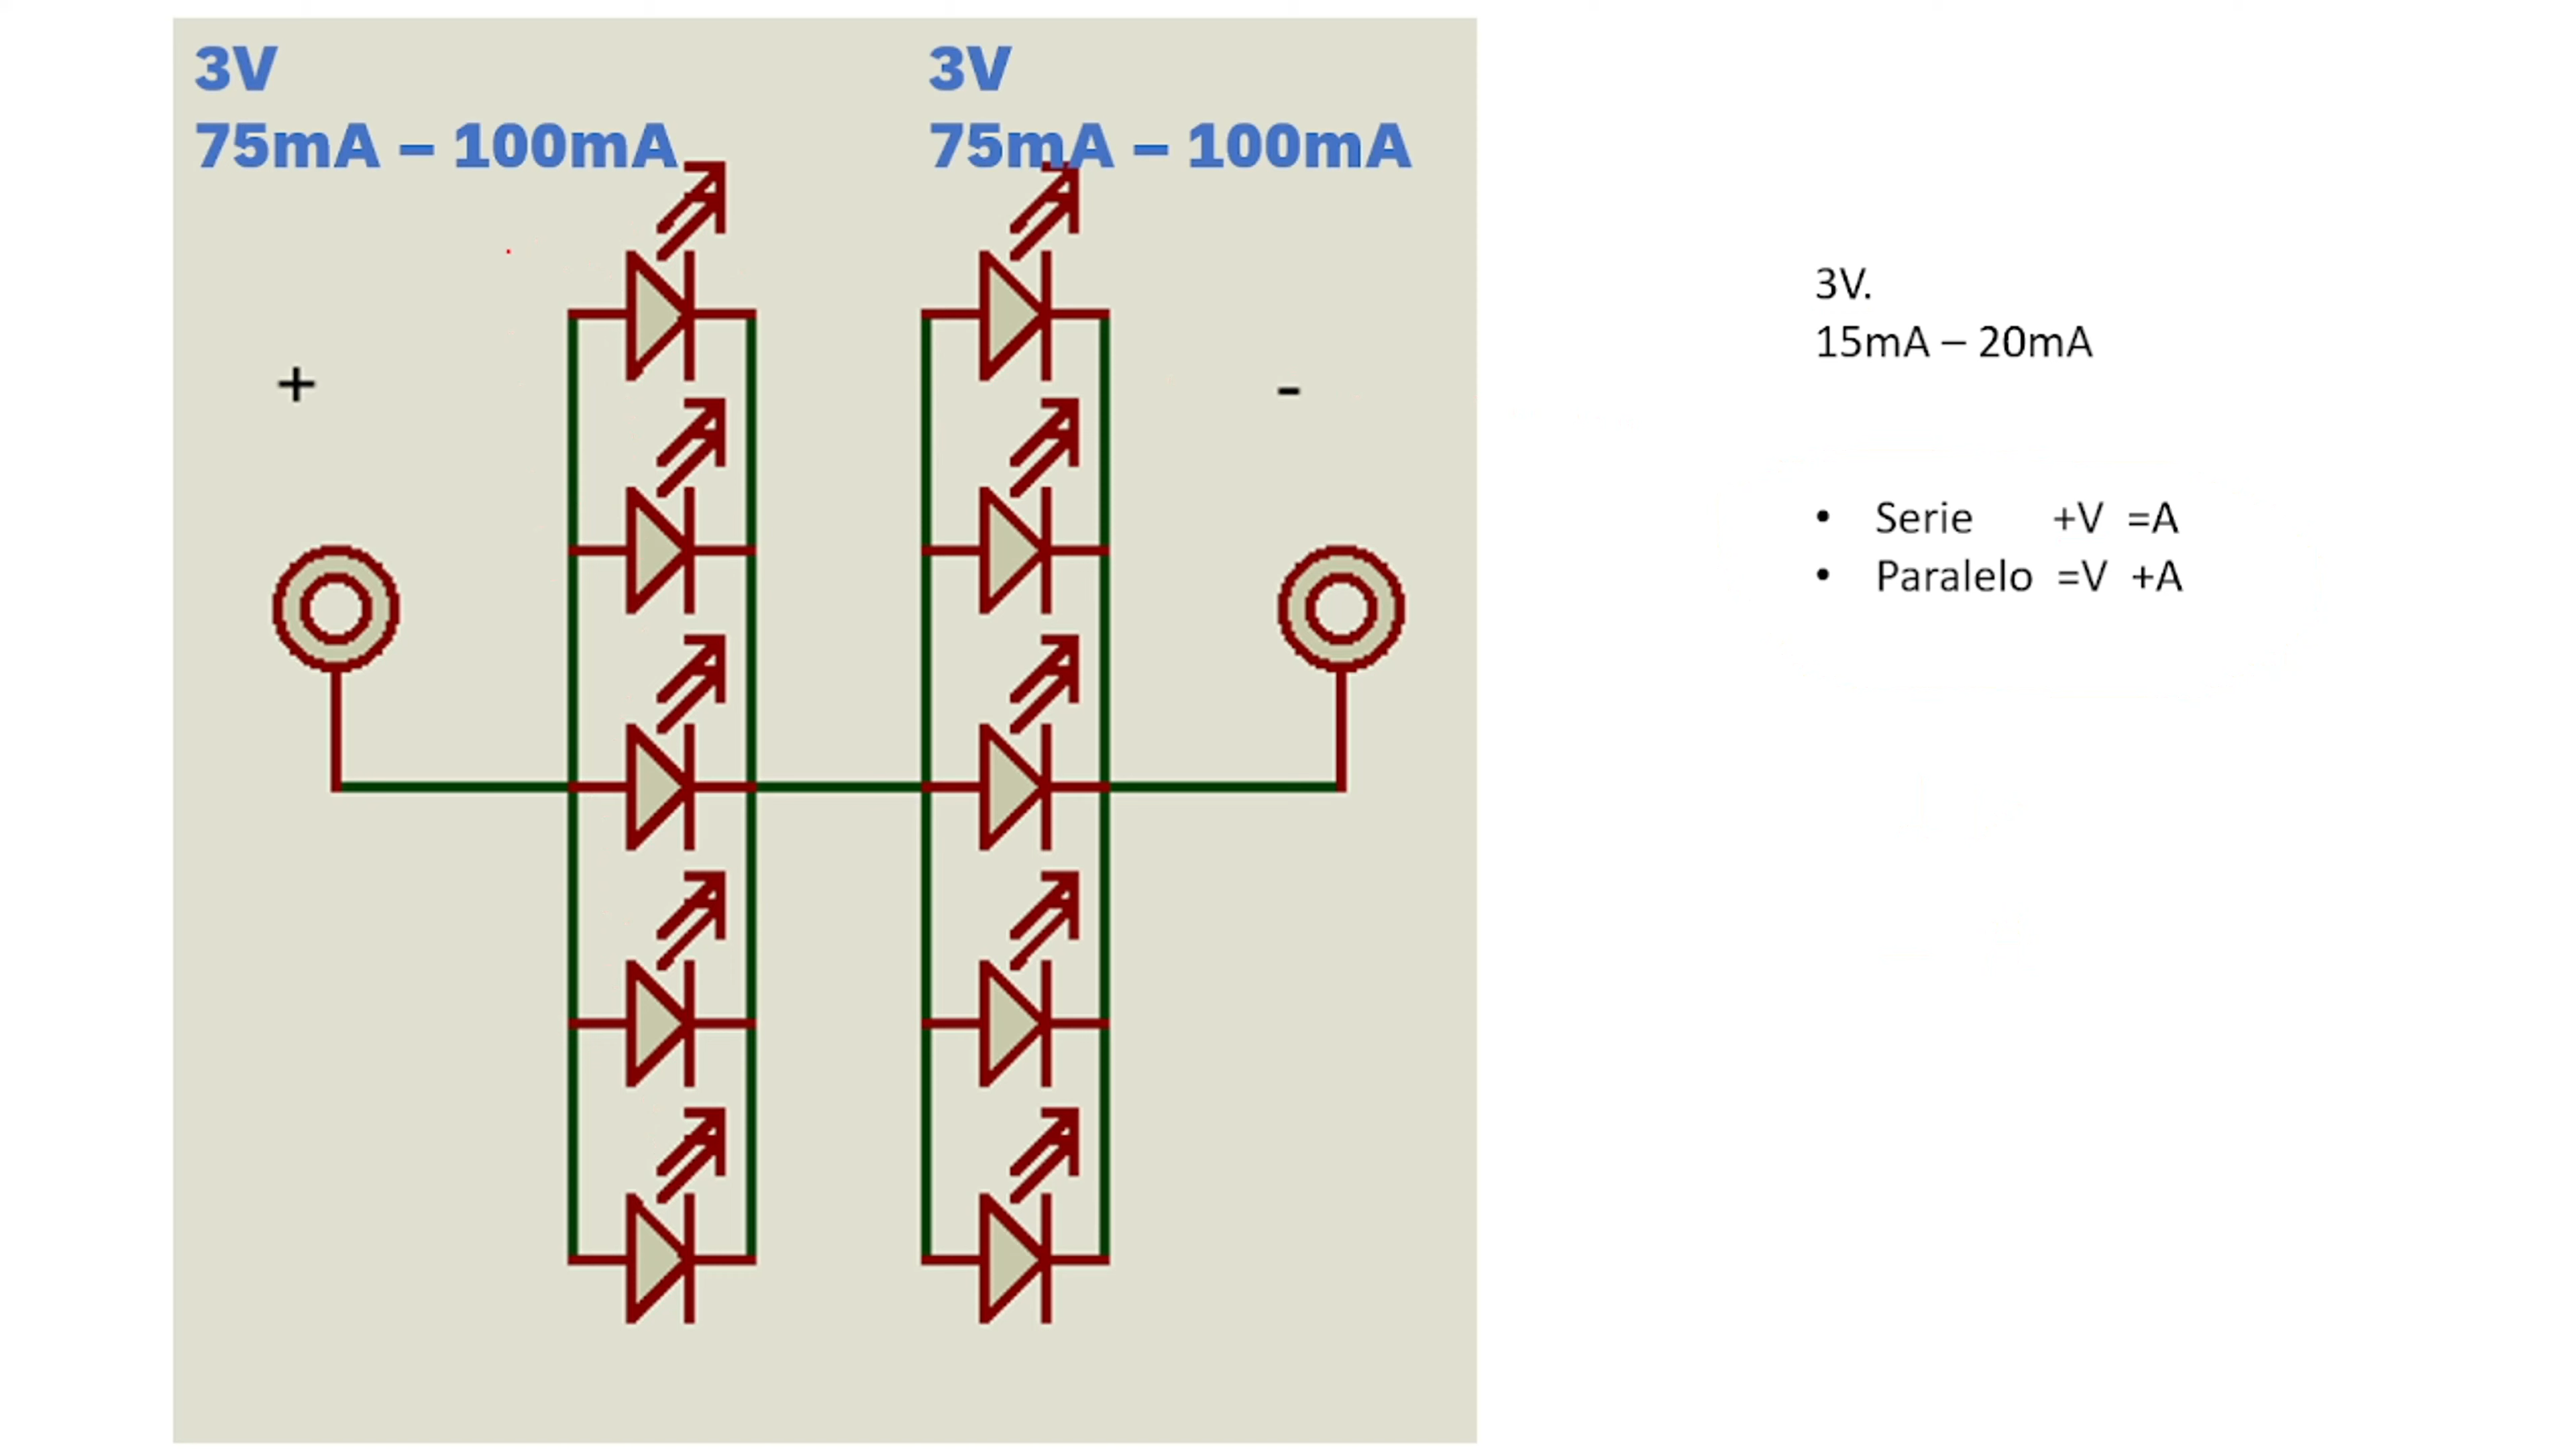 3V
75mA – 100mA
3V
75mA – 100mA
+
-
3V.
15mA – 20mA
• Serie +V =A
• Paralelo =V +A